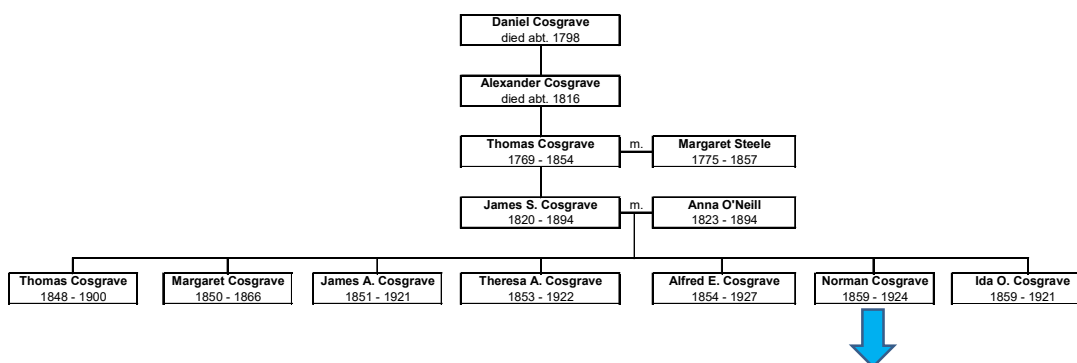 Daniel Cosgrave
died abt. 1798
Alexander Cosgrave
died abt. 1816
Thomas Cosgrave m. Margaret Steele
1769 - 1854 1775 - 1857
James S. Cosgrave m. Anna O'Neill
1820 - 1894 1823 - 1894
Thomas Cosgrave Margaret Cosgrave James A. Cosgrave Theresa A. Cosgrave Alfred E. Cosgrave Norman Cosgrave Ida O. Cosgrave
1848 - 1900 1850 - 1866 1851 - 1921 1853 - 1922 1854 - 1927 1859 - 1924 1859 - 1921